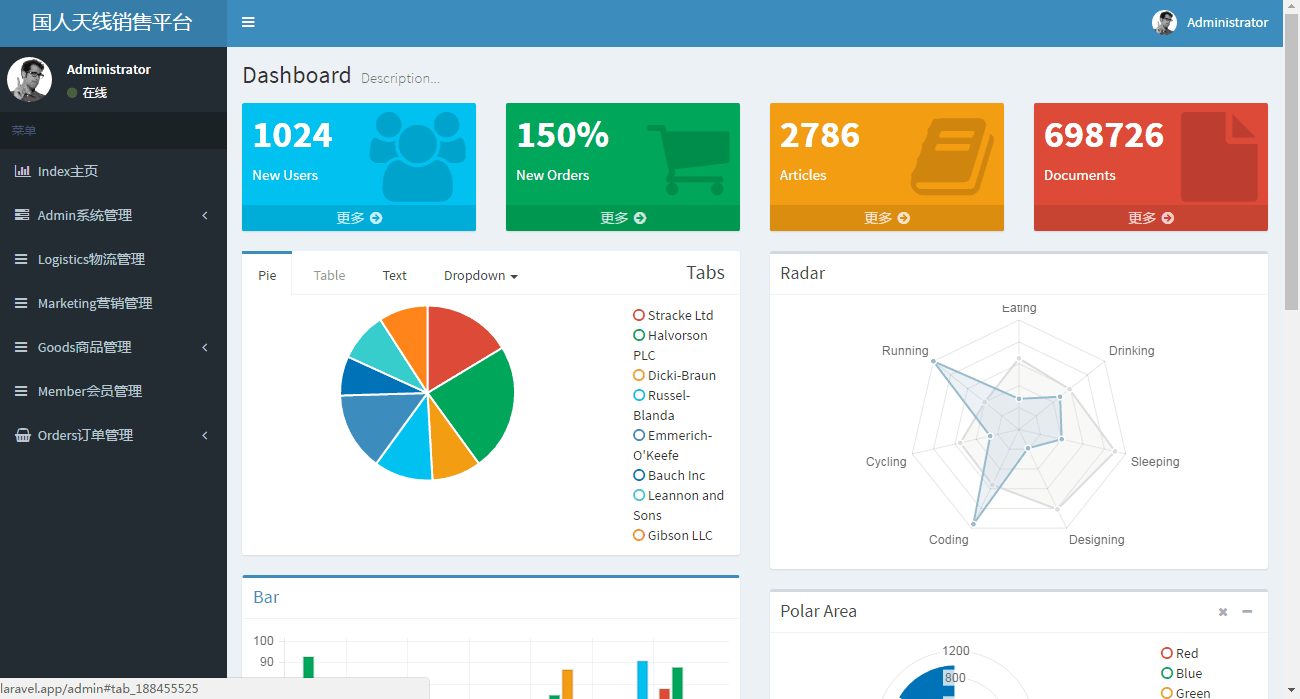 国人天线销售平台
Administrator
Administrator
在线
菜单
Index主页
Admin系统管理
Logistics物流管理
Marketing营销管理
Goods商品管理
Member会员管理
Orders订单管理
Dashboard Description...
1024
New Users
更多
150%
New Orders
更多
2786
Articles
更多
698726
Documents
更多
Pie Table Text Dropdown Tabs
Stracke Ltd
Halvorson
PLC
Dicki-Braun
Russel-
Blanda
Emmerich-
O'Keefe
Bauch Inc
Leannon and
Sons
Gibson LLC
Radar
Eating
Drinking
Sleeping
Designing
Coding
Cycling
Running
Bar
100
90
Polar Area
1200
800
Red
Blue
Green
laravel.app/admin#tab_188455525